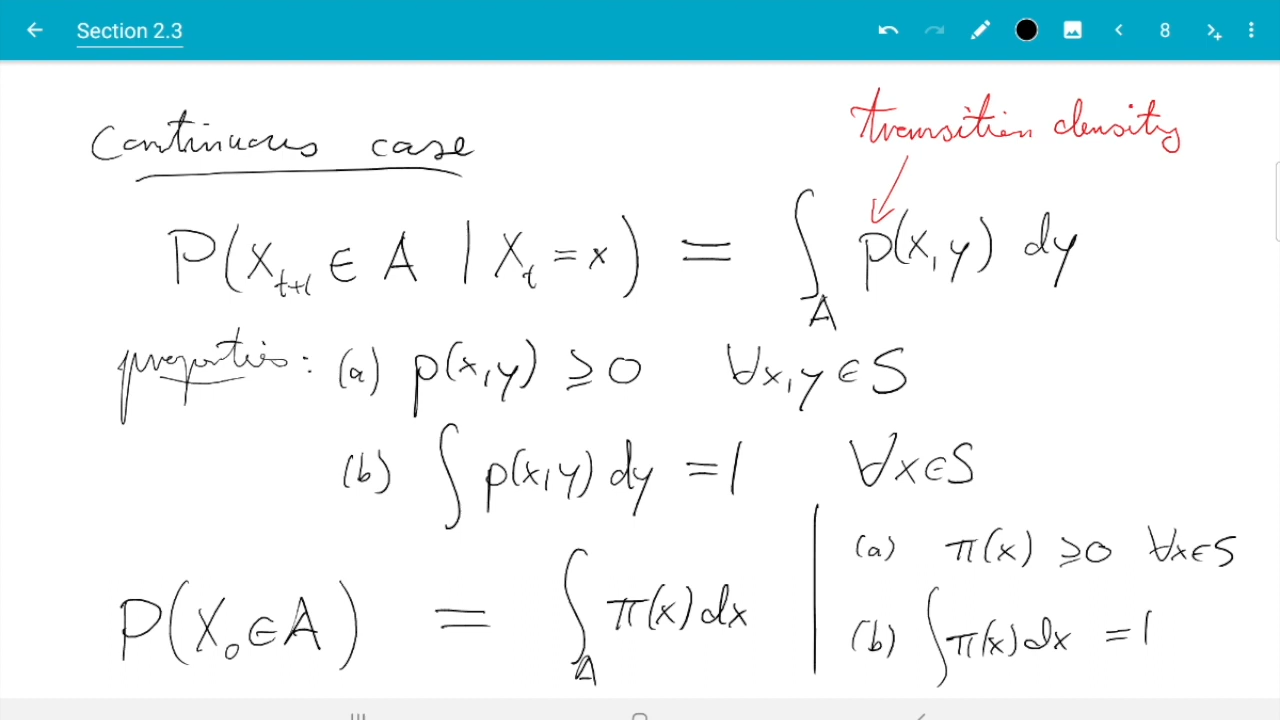 Section 2.3
8
transition density
Continuous case
P(X_{t+1} ∈ A | X_t = x) = ∫_A p(x,y) dy
properties: (a) p(x,y) ⩾ 0 ∀x,y ∈ S
(b) ∫ p(x,y) dy = 1 ∀x∈S
P(X_0 ∈ A) = ∫_A π(x) dx
(a) π(x) ⩾ 0 ∀x∈S
(b) ∫ π(x) dx = 1